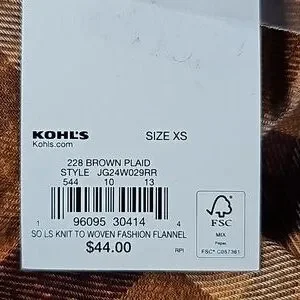 KOHL'S
SIZE XS
Kohls.com
228 BROWN PLAID
STYLE JG24W029RR
544 10 13
1 96095 30414 4
SO LS KNIT TO WOVEN FASHION FLANNEL
$44.00
RPI
FSC
MIX
Paper
FSC® C057361